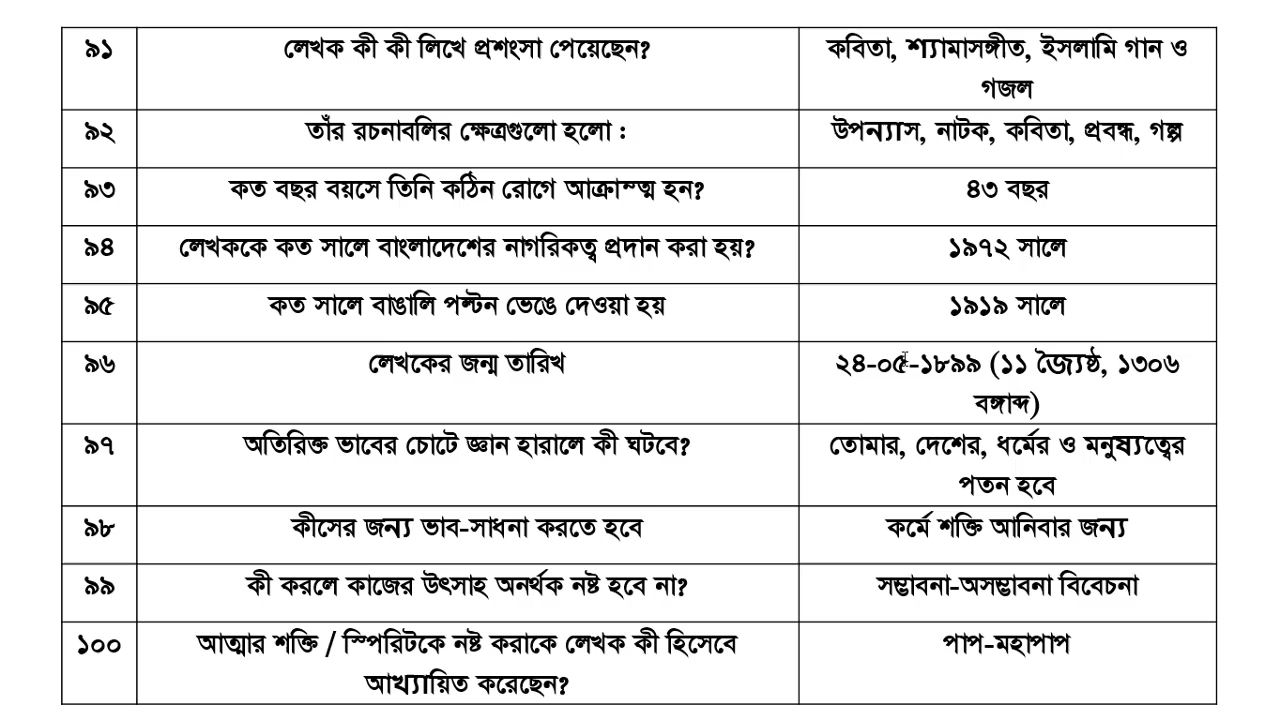 ৯১ লেখক কী কী লিখে প্রশংসা পেয়েছেন? কবিতা, শ্যামাসঙ্গীত, ইসলামি গান ও
গজল
৯২ তাঁর রচনাবলির ক্ষেত্রগুলো হলো : উপন্যাস, নাটক, কবিতা, প্রবন্ধ, গল্প
৯৩ কত বছর বয়সে তিনি কঠিন রোগে আক্রাস্ত্ম হন? ৪৩ বছর
৯৪ লেখককে কত সালে বাংলাদেশের নাগরিকত্ব প্রদান করা হয়? ১৯৭২ সালে
৯৫ কত সালে বাঙালি পল্টন ভেঙে দেওয়া হয় ১৯১৯ সালে
৯৬ লেখকের জন্ম তারিখ ২৪-০৫-১৮৯৯ (১১ জ্যৈষ্ঠ, ১৩০৬
বঙ্গাব্দ)
৯৭ অতিরিক্ত ভাবের চোটে জ্ঞান হারালে কী ঘটবে? তোমার, দেশের, ধর্মের ও মনুষ্যত্বের
পতন হবে
৯৮ কীসের জন্য ভাব-সাধনা করতে হবে কর্মে শক্তি আনিবার জন্য
৯৯ কী করলে কাজের উৎসাহ অনর্থক নষ্ট হবে না? সম্ভাবনা-অসম্ভাবনা বিবেচনা
১০০ আত্মার শক্তি / স্পিরিটকে নষ্ট করাকে লেখক কী হিসেবে পাপ-মহাপাপ
আখ্যায়িত করেছেন?